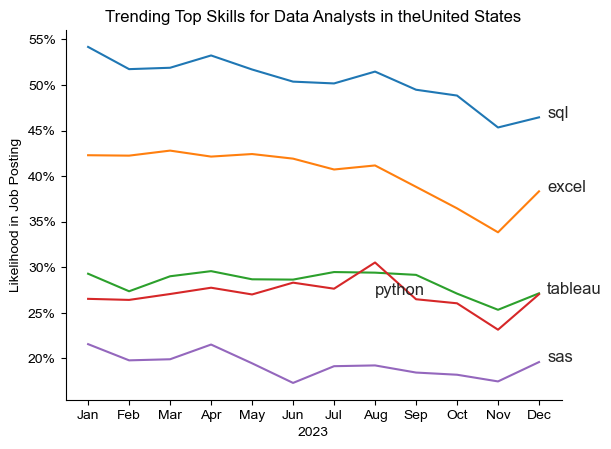 Trending Top Skills for Data Analysts in theUnited States
Likelihood in Job Posting
55%
50%
45%
40%
35%
30%
25%
20%
sql
excel
python
tableau
sas
Jan Feb Mar Apr May Jun Jul Aug Sep Oct Nov Dec
2023